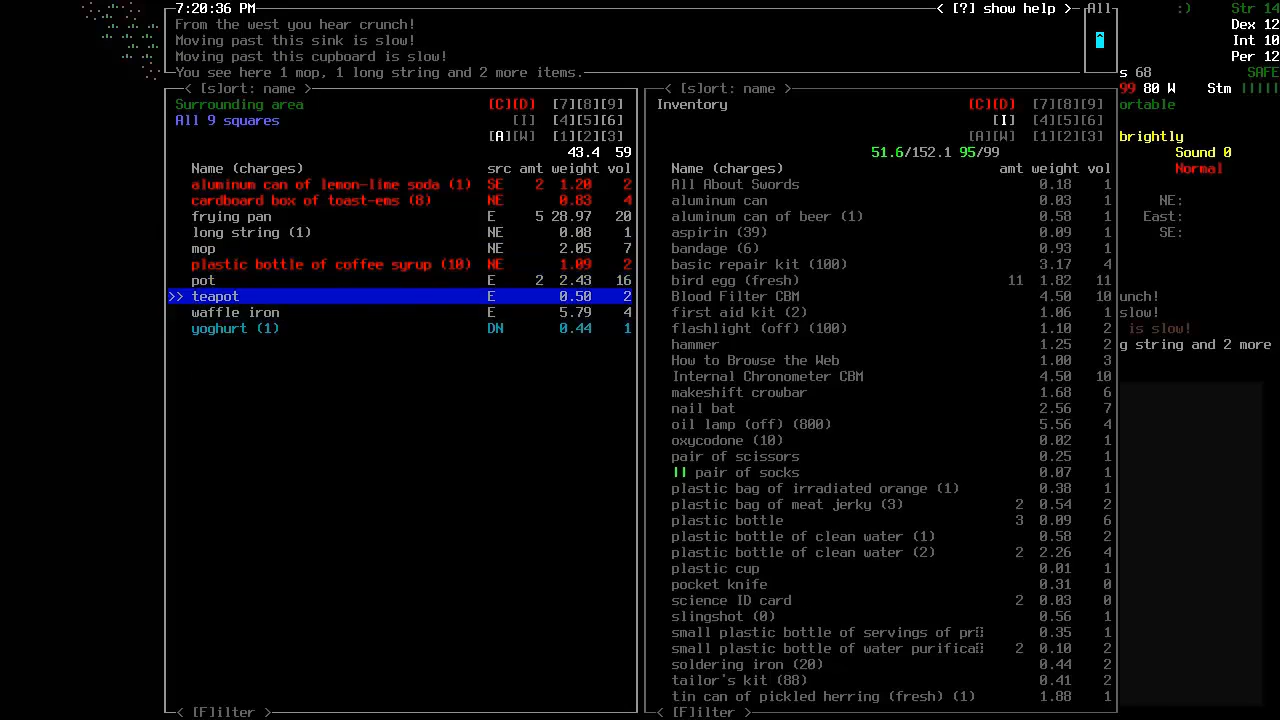 7:20:36 PM < [?] show help > All :) Str 14
From the west you hear crunch! Dex 12
Moving past this sink is slow! ^ Int 10
Moving past this cupboard is slow! Per 12
You see here 1 mop, 1 long string and 2 more items. s 68 SAFE
< [s]ort: name > < [s]ort: name > 99 80 W Stm |||||
Surrounding area [C][D] [7][8][9] Inventory [C][D] [7][8][9] ortable
All 9 squares [I] [4][5][6] [I] [4][5][6]
[A][W] [1][2][3] [A][W] [1][2][3] brightly
43.4 59 51.6/152.1 95/99 Sound 0
Name (charges) src amt weight vol Name (charges) amt weight vol Normal
aluminum can of lemon-lime soda (1) SE 2 1.20 2 All About Swords 0.18 1
cardboard box of toast-ems (8) NE 0.83 4 aluminum can 0.03 1 NE:
frying pan E 5 28.97 20 aluminum can of beer (1) 0.58 1 East:
long string (1) NE 0.08 1 aspirin (39) 0.09 1 SE:
mop NE 2.05 7 bandage (6) 0.93 1
plastic bottle of coffee syrup (10) NE 1.09 2 basic repair kit (100) 3.17 4
pot E 2 2.43 16 bird egg (fresh) 11 1.82 11
>> teapot E 0.50 2 Blood Filter CBM 4.50 10 unch!
waffle iron E 5.79 4 first aid kit (2) 1.06 1 slow!
yoghurt (1) DN 0.44 1 flashlight (off) (100) 1.10 2 is slow!
hammer 1.25 2 g string and 2 more
How to Browse the Web 1.00 3
Internal Chronometer CBM 4.50 10
makeshift crowbar 1.68 6
nail bat 2.56 7
oil lamp (off) (800) 5.56 4
oxycodone (10) 0.02 1
pair of scissors 0.25 1
|| pair of socks 0.07 1
plastic bag of irradiated orange (1) 0.38 1
plastic bag of meat jerky (3) 2 0.54 2
plastic bottle 3 0.09 6
plastic bottle of clean water (1) 0.58 2
plastic bottle of clean water (2) 2 2.26 4
plastic cup 0.01 1
pocket knife 0.31 0
science ID card 2 0.03 0
slingshot (0) 0.56 1
small plastic bottle of servings of pr 0.35 1
small plastic bottle of water purifica 2 0.10 2
soldering iron (20) 0.44 2
tailor's kit (88) 0.41 2
tin can of pickled herring (fresh) (1) 1.88 1
< [F]ilter > < [F]ilter >